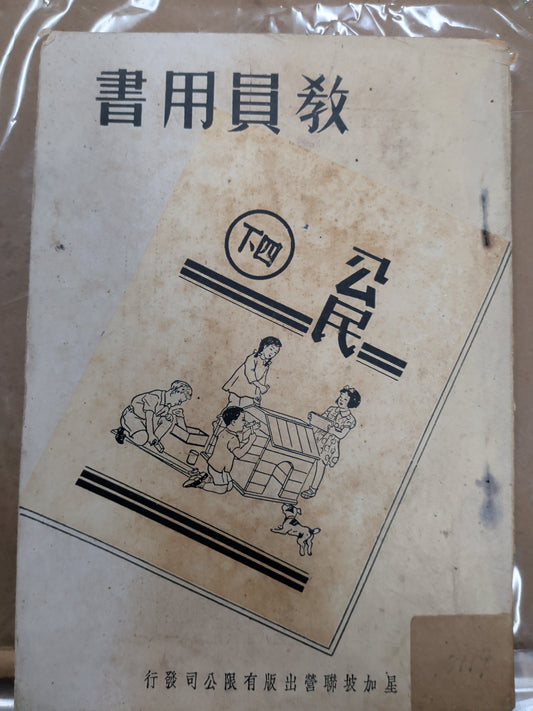 教員用書
四下
公民
星加坡聯營出版有限公司發行